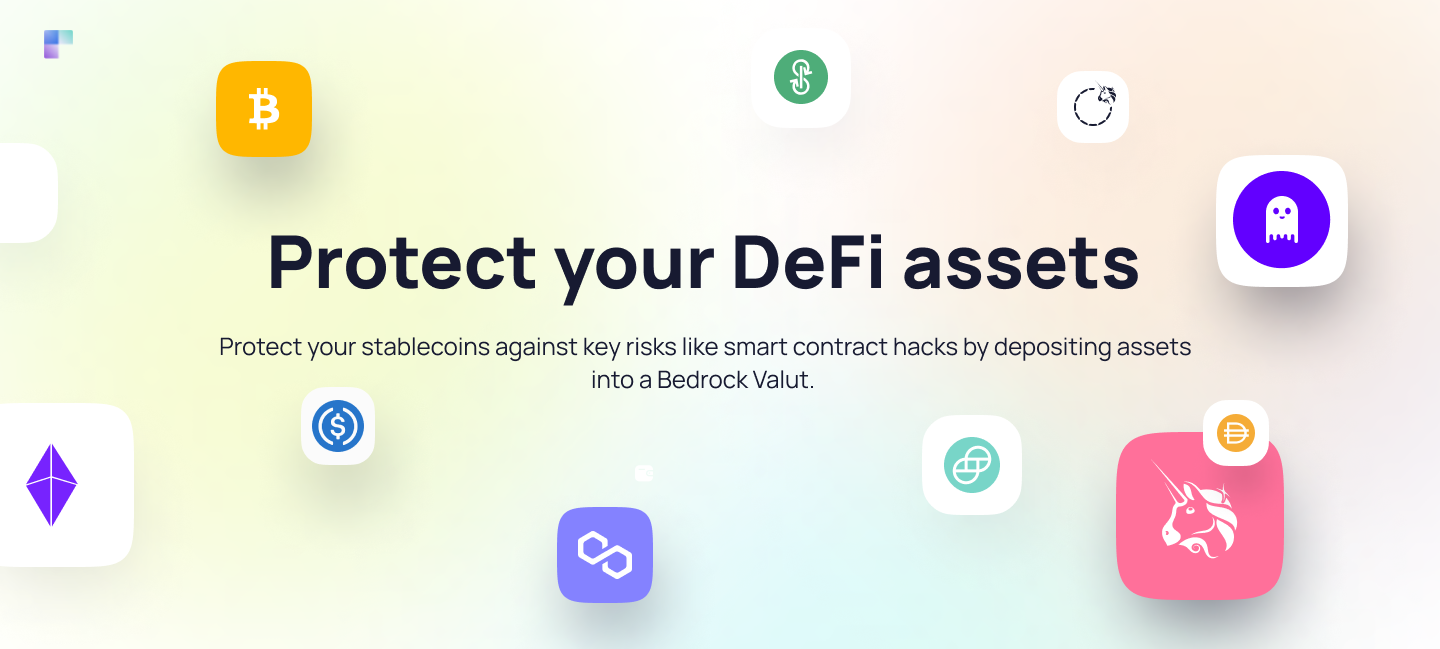 Protect your DeFi assets
Protect your stablecoins against key risks like smart contract hacks by depositing assets
into a Bedrock Valut.